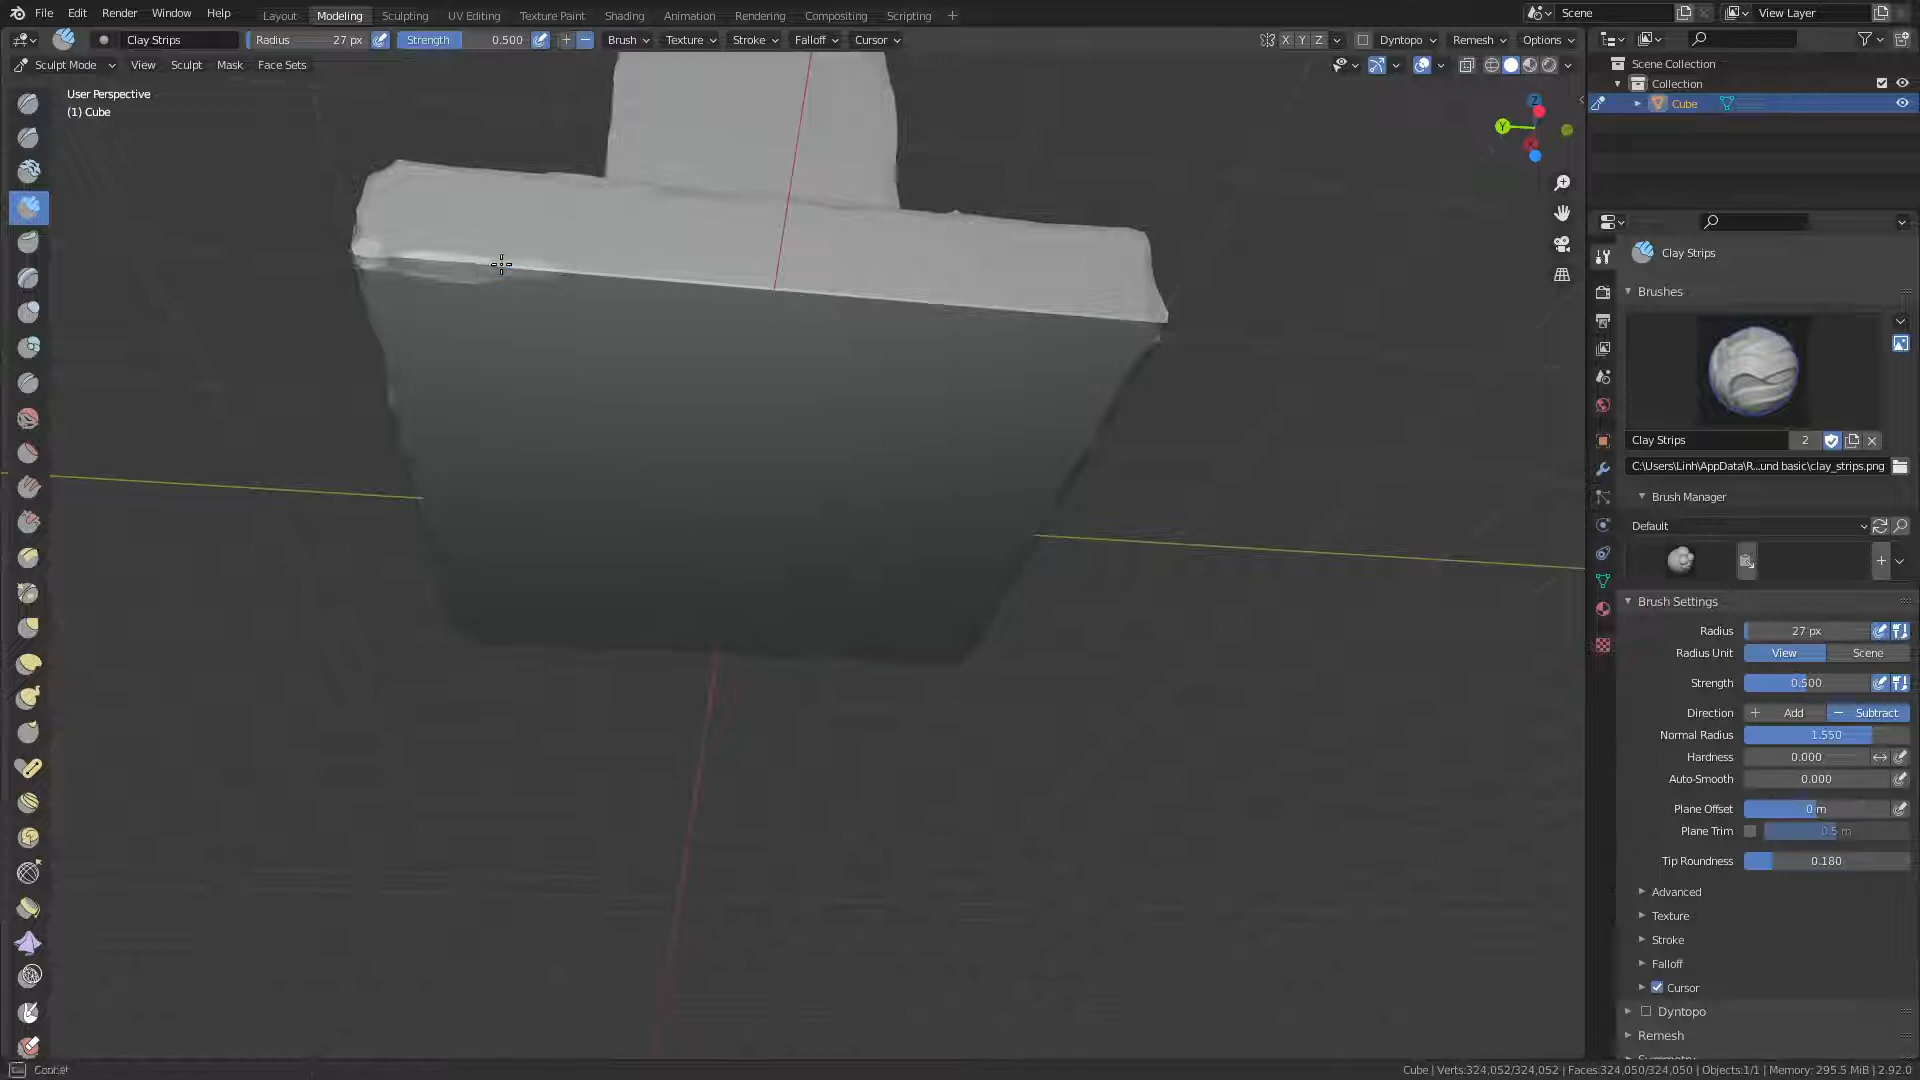 File Edit Render Window Help Layout Modeling Sculpting UV Editing Texture Paint Shading Animation Rendering Compositing Scripting + Scene View Layer
Clay Strips Radius 27 px Strength 0.500 Brush Texture Stroke Falloff Cursor X Y Z Dyntopo Remesh Options
Sculpt Mode View Sculpt Mask Face Sets
Scene Collection
Collection
Cube
User Perspective
(1) Cube
Z
Y
X
Clay Strips
Brushes
Clay Strips 2
C:\Users\Linh\AppData\R...und basic\clay_strips.png
Brush Manager
Default
Brush Settings
Radius 27 px
Radius Unit View Scene
Strength 0.500
Direction Add Subtract
Normal Radius 1.550
Hardness 0.000
Auto-Smooth 0.000
Plane Offset 0 m
Plane Trim 0.5 m
Tip Roundness 0.180
Advanced
Texture
Stroke
Falloff
Cursor
Dyntopo
Remesh
Symmetry
Cube | Verts:324,052/324,052 | Faces:324,050/324,050 | Objects:1/1 | Memory: 295.5 MiB | 2.92.0